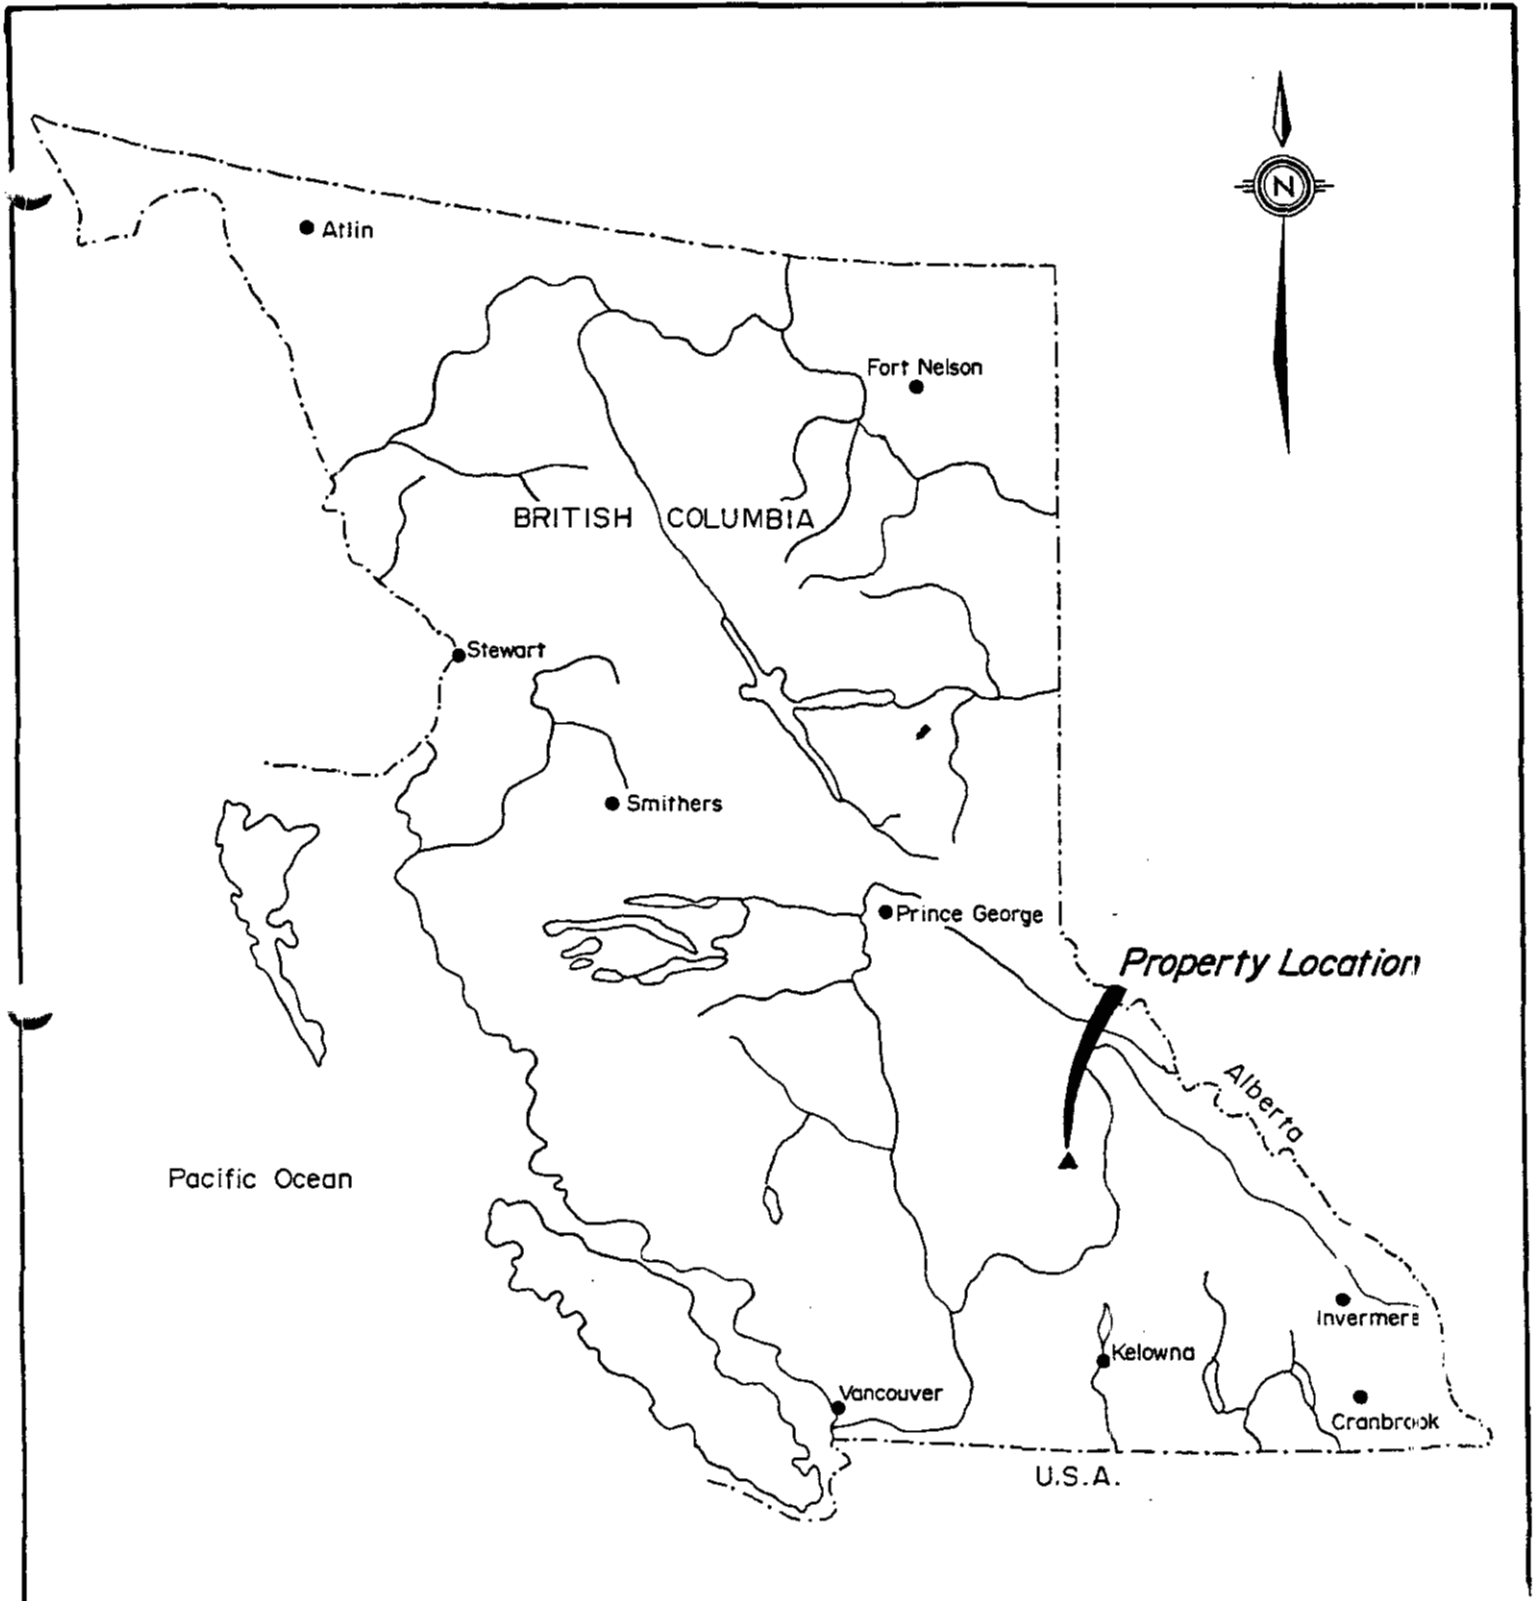 N
Atlin
Fort Nelson
BRITISH COLUMBIA
Stewart
Smithers
Prince George
Property Location
Alberta
Pacific Ocean
Invermere
Kelowna
Vancouver
Cranbrook
U.S.A.